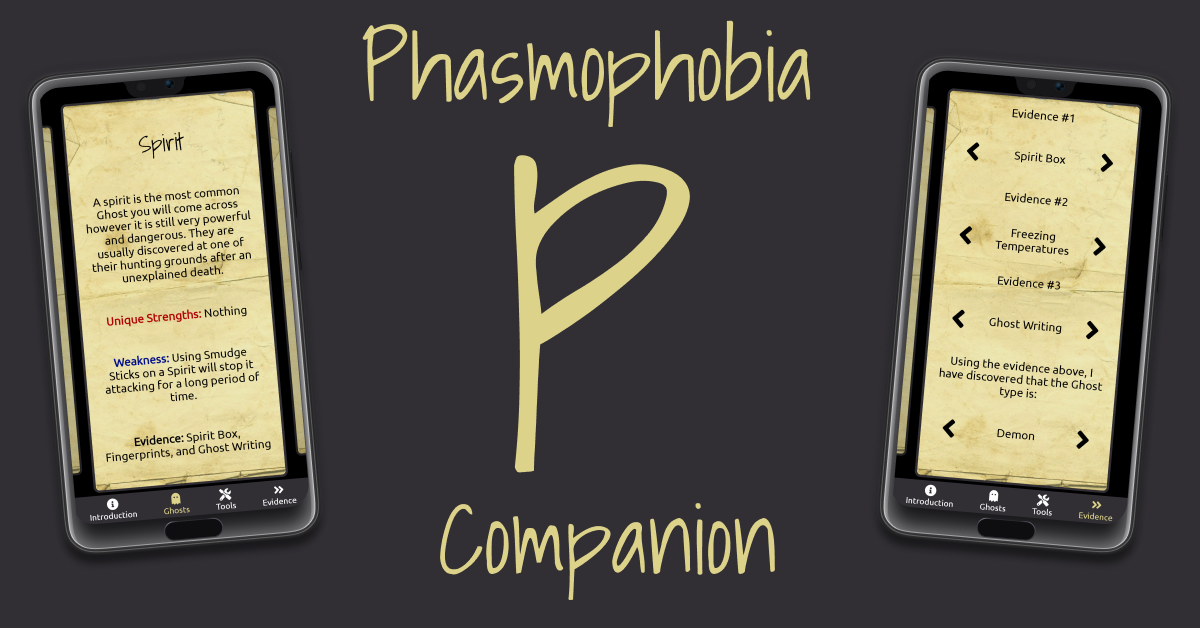 Phasmophobia
P
Companion
Spirit
A spirit is the most common
Ghost you will come across
however it is still very powerful
and dangerous. They are
usually discovered at one of
their hunting grounds after an
unexplained death.
Unique Strengths: Nothing
Weakness: Using Smudge
Sticks on a Spirit will stop it
attacking for a long period of
time.
Evidence: Spirit Box,
Fingerprints, and Ghost Writing
Introduction
Ghosts
Tools
Evidence
Evidence #1
Spirit Box
Evidence #2
Freezing
Temperatures
Evidence #3
Ghost Writing
Using the evidence above, I
have discovered that the Ghost
type is:
Demon
Introduction
Ghosts
Tools
Evidence